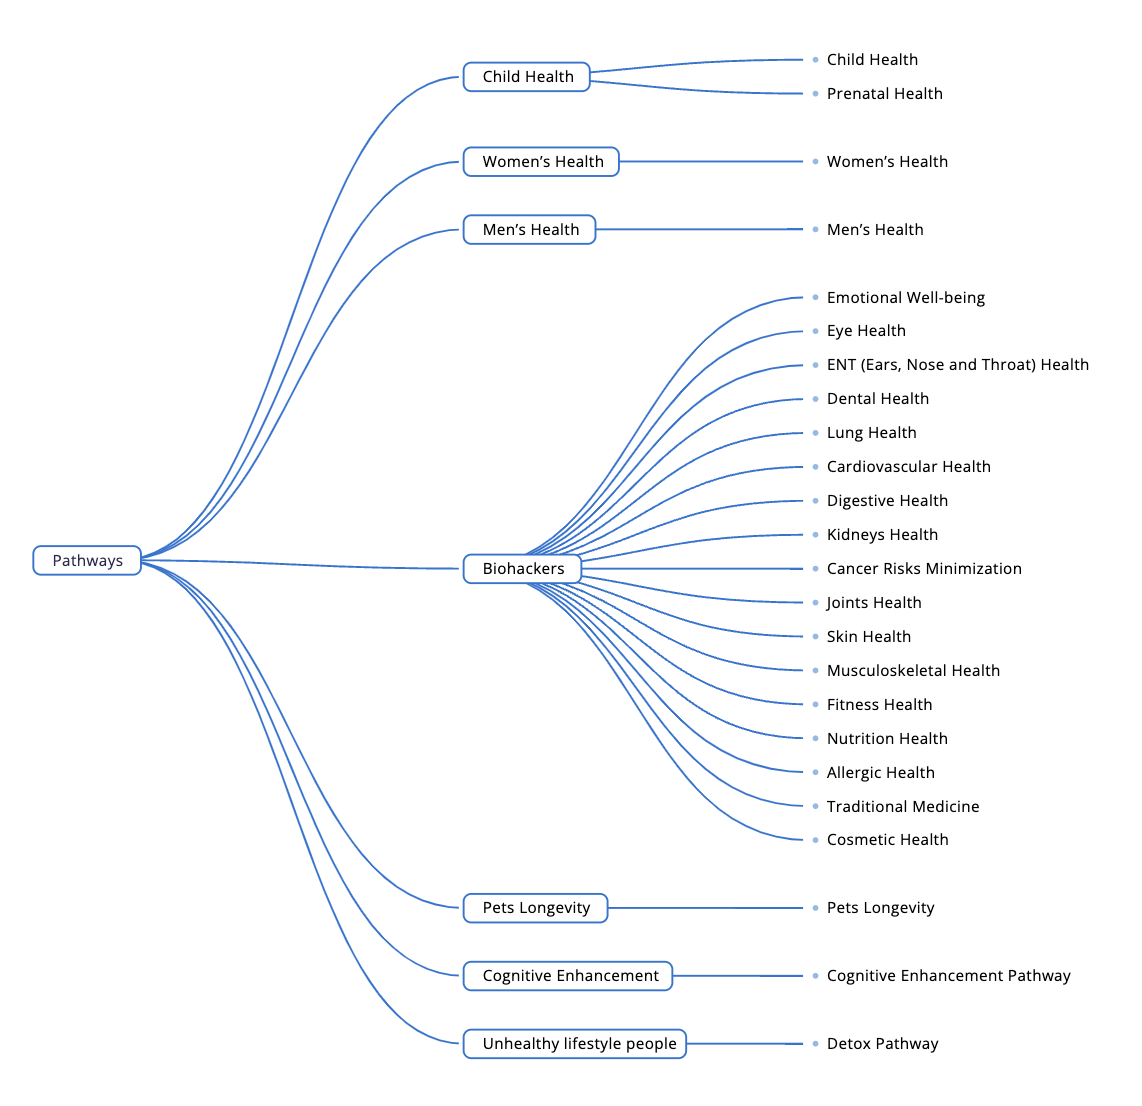 Child Health
Prenatal Health
Child Health
Women’s Health
Women’s Health
Men’s Health
Men’s Health
Emotional Well-being
Eye Health
ENT (Ears, Nose and Throat) Health
Dental Health
Lung Health
Cardiovascular Health
Digestive Health
Kidneys Health
Pathways
Biohackers
Cancer Risks Minimization
Joints Health
Skin Health
Musculoskeletal Health
Fitness Health
Nutrition Health
Allergic Health
Traditional Medicine
Cosmetic Health
Pets Longevity
Pets Longevity
Cognitive Enhancement
Cognitive Enhancement Pathway
Unhealthy lifestyle people
Detox Pathway